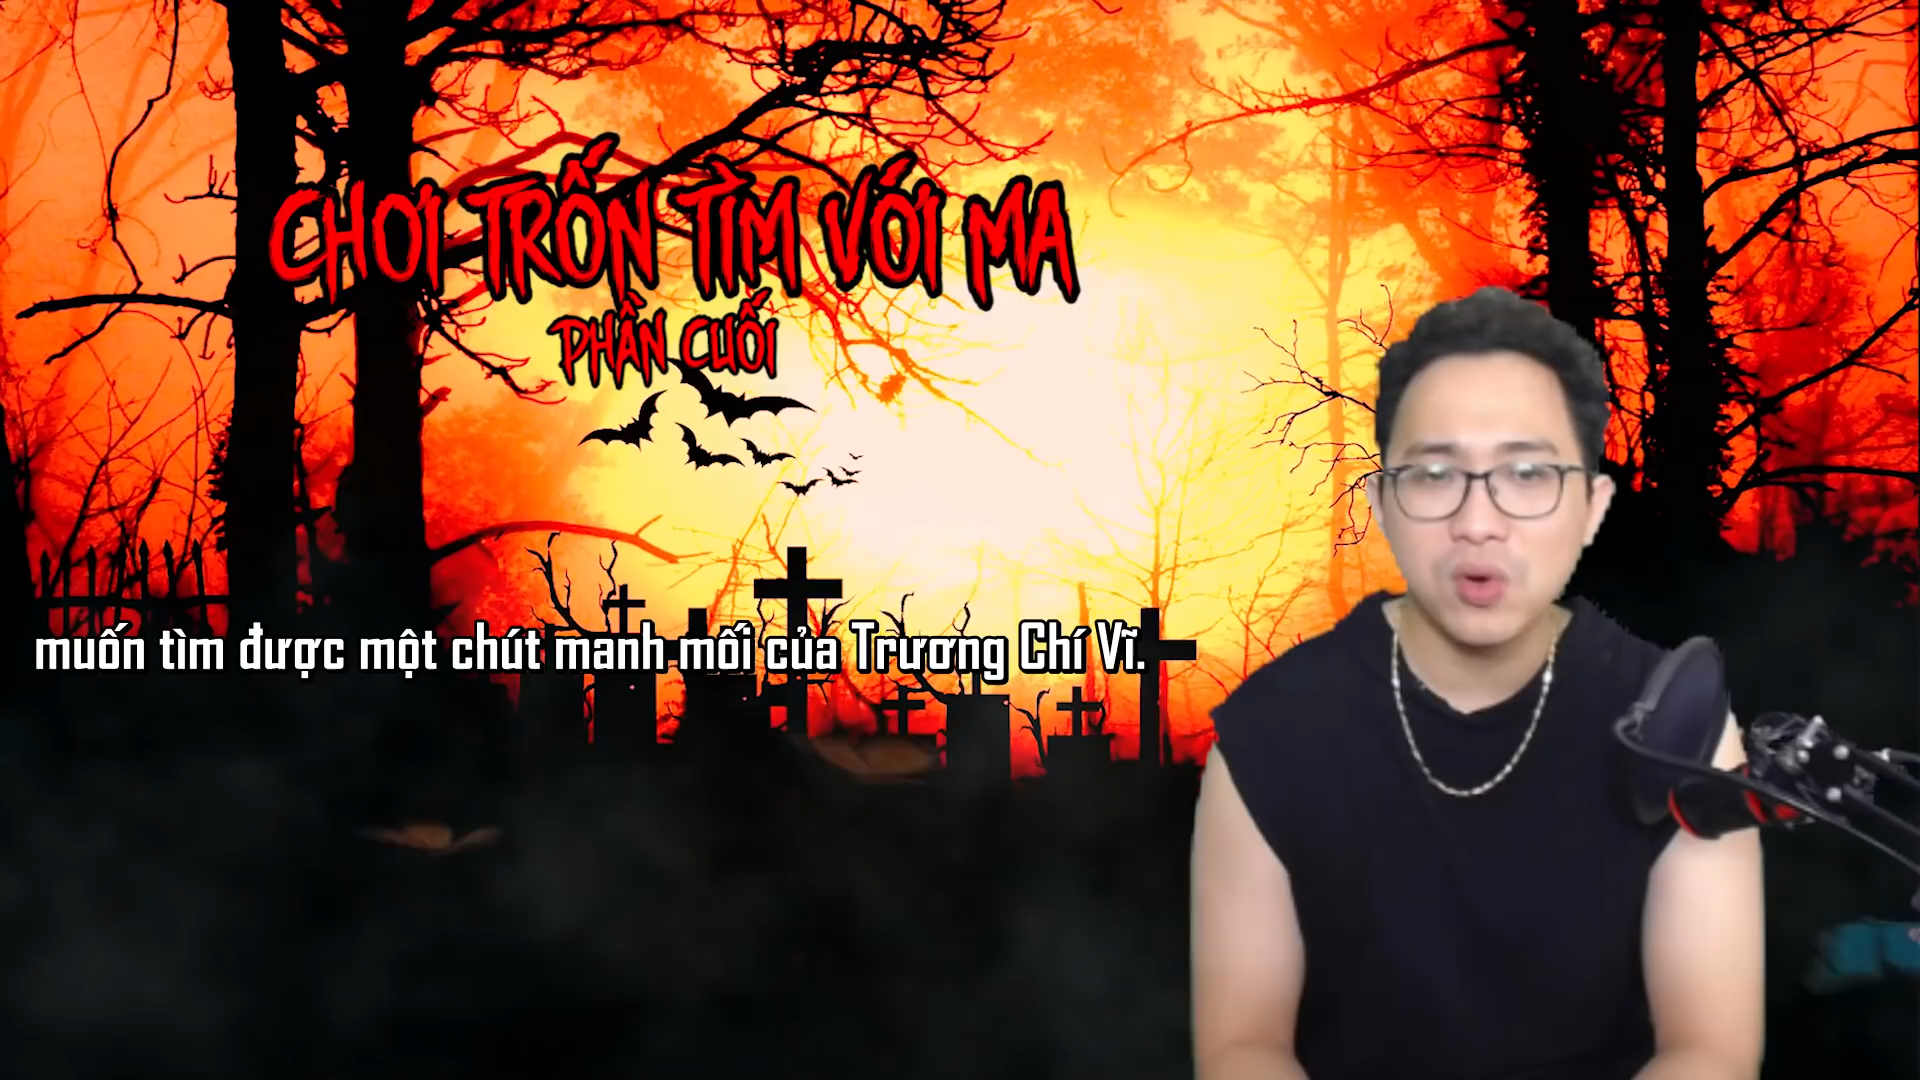 CHƠI TRỐN TÌM VỚI MA
PHẦN CUỐI
muốn tìm được một chút manh mối của Trương Chí Vĩ.